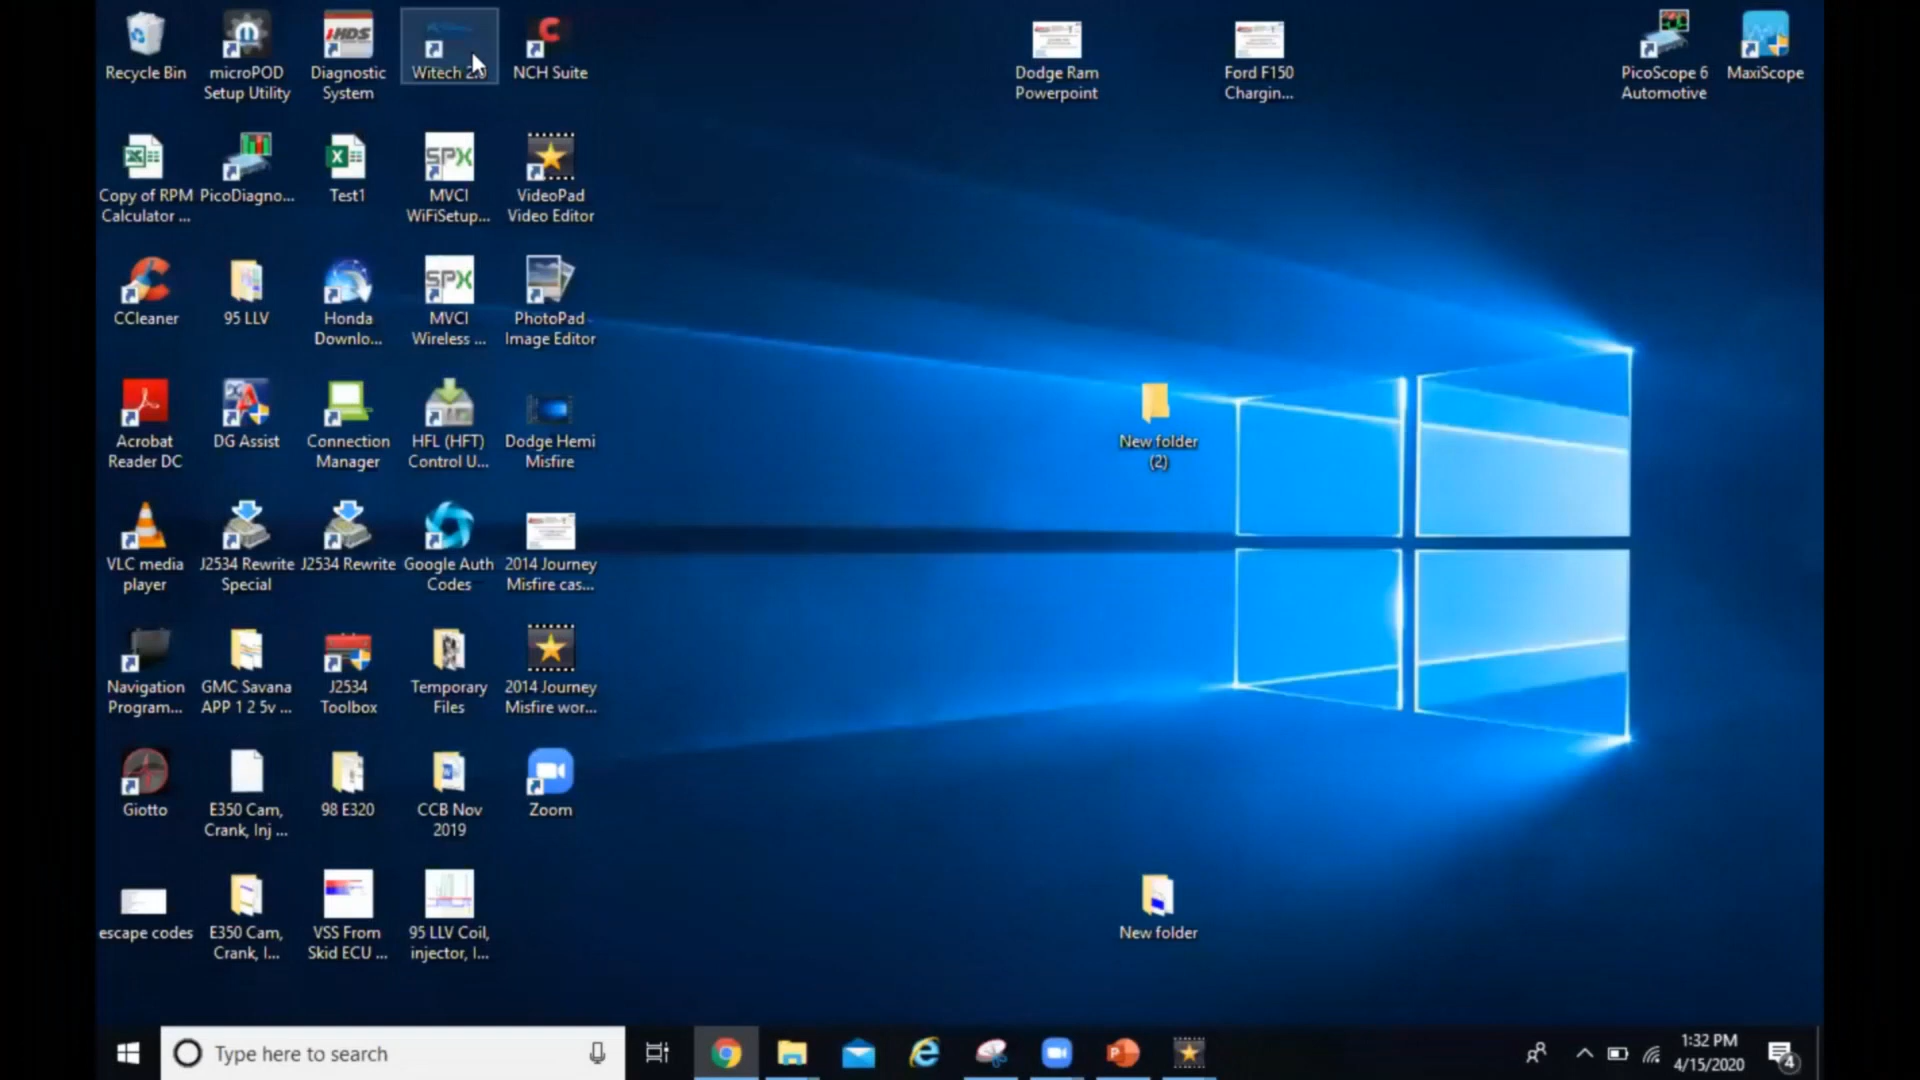 Recycle Bin
microPOD
Setup Utility
HDS
Diagnostic
System
Witech 2.0
NCH Suite
Dodge Ram
Powerpoint
Ford F150
Chargin...
PicoScope 6
Automotive
MaxiScope
Copy of RPM
Calculator ...
PicoDiagno...
Test1
SPX
MVCI
WiFiSetup...
VideoPad
Video Editor
CCleaner
95 LLV
Honda
Downlo...
SPX
MVCI
Wireless ...
PhotoPad
Image Editor
Acrobat
Reader DC
DG Assist
Connection
Manager
HFL (HFT)
Control U...
Dodge Hemi
Misfire
New folder
(2)
VLC media
player
J2534 Rewrite
Special
J2534 Rewrite
Google Auth
Codes
2014 Journey
Misfire cas...
Navigation
Program...
GMC Savana
APP 1 2 5v ...
J2534
Toolbox
Temporary
Files
2014 Journey
Misfire wor...
Giotto
E350 Cam,
Crank, Inj ...
98 E320
CCB Nov
2019
Zoom
escape codes
E350 Cam,
Crank, I...
VSS From
Skid ECU ...
95 LLV Coil,
injector, I...
New folder
Type here to search
1:32 PM
4/15/2020
4